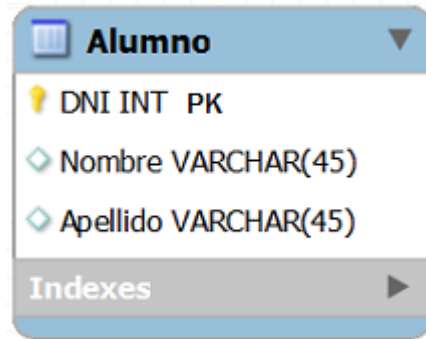 Alumno
DNI INT PK
Nombre VARCHAR(45)
Apellido VARCHAR(45)
Indexes